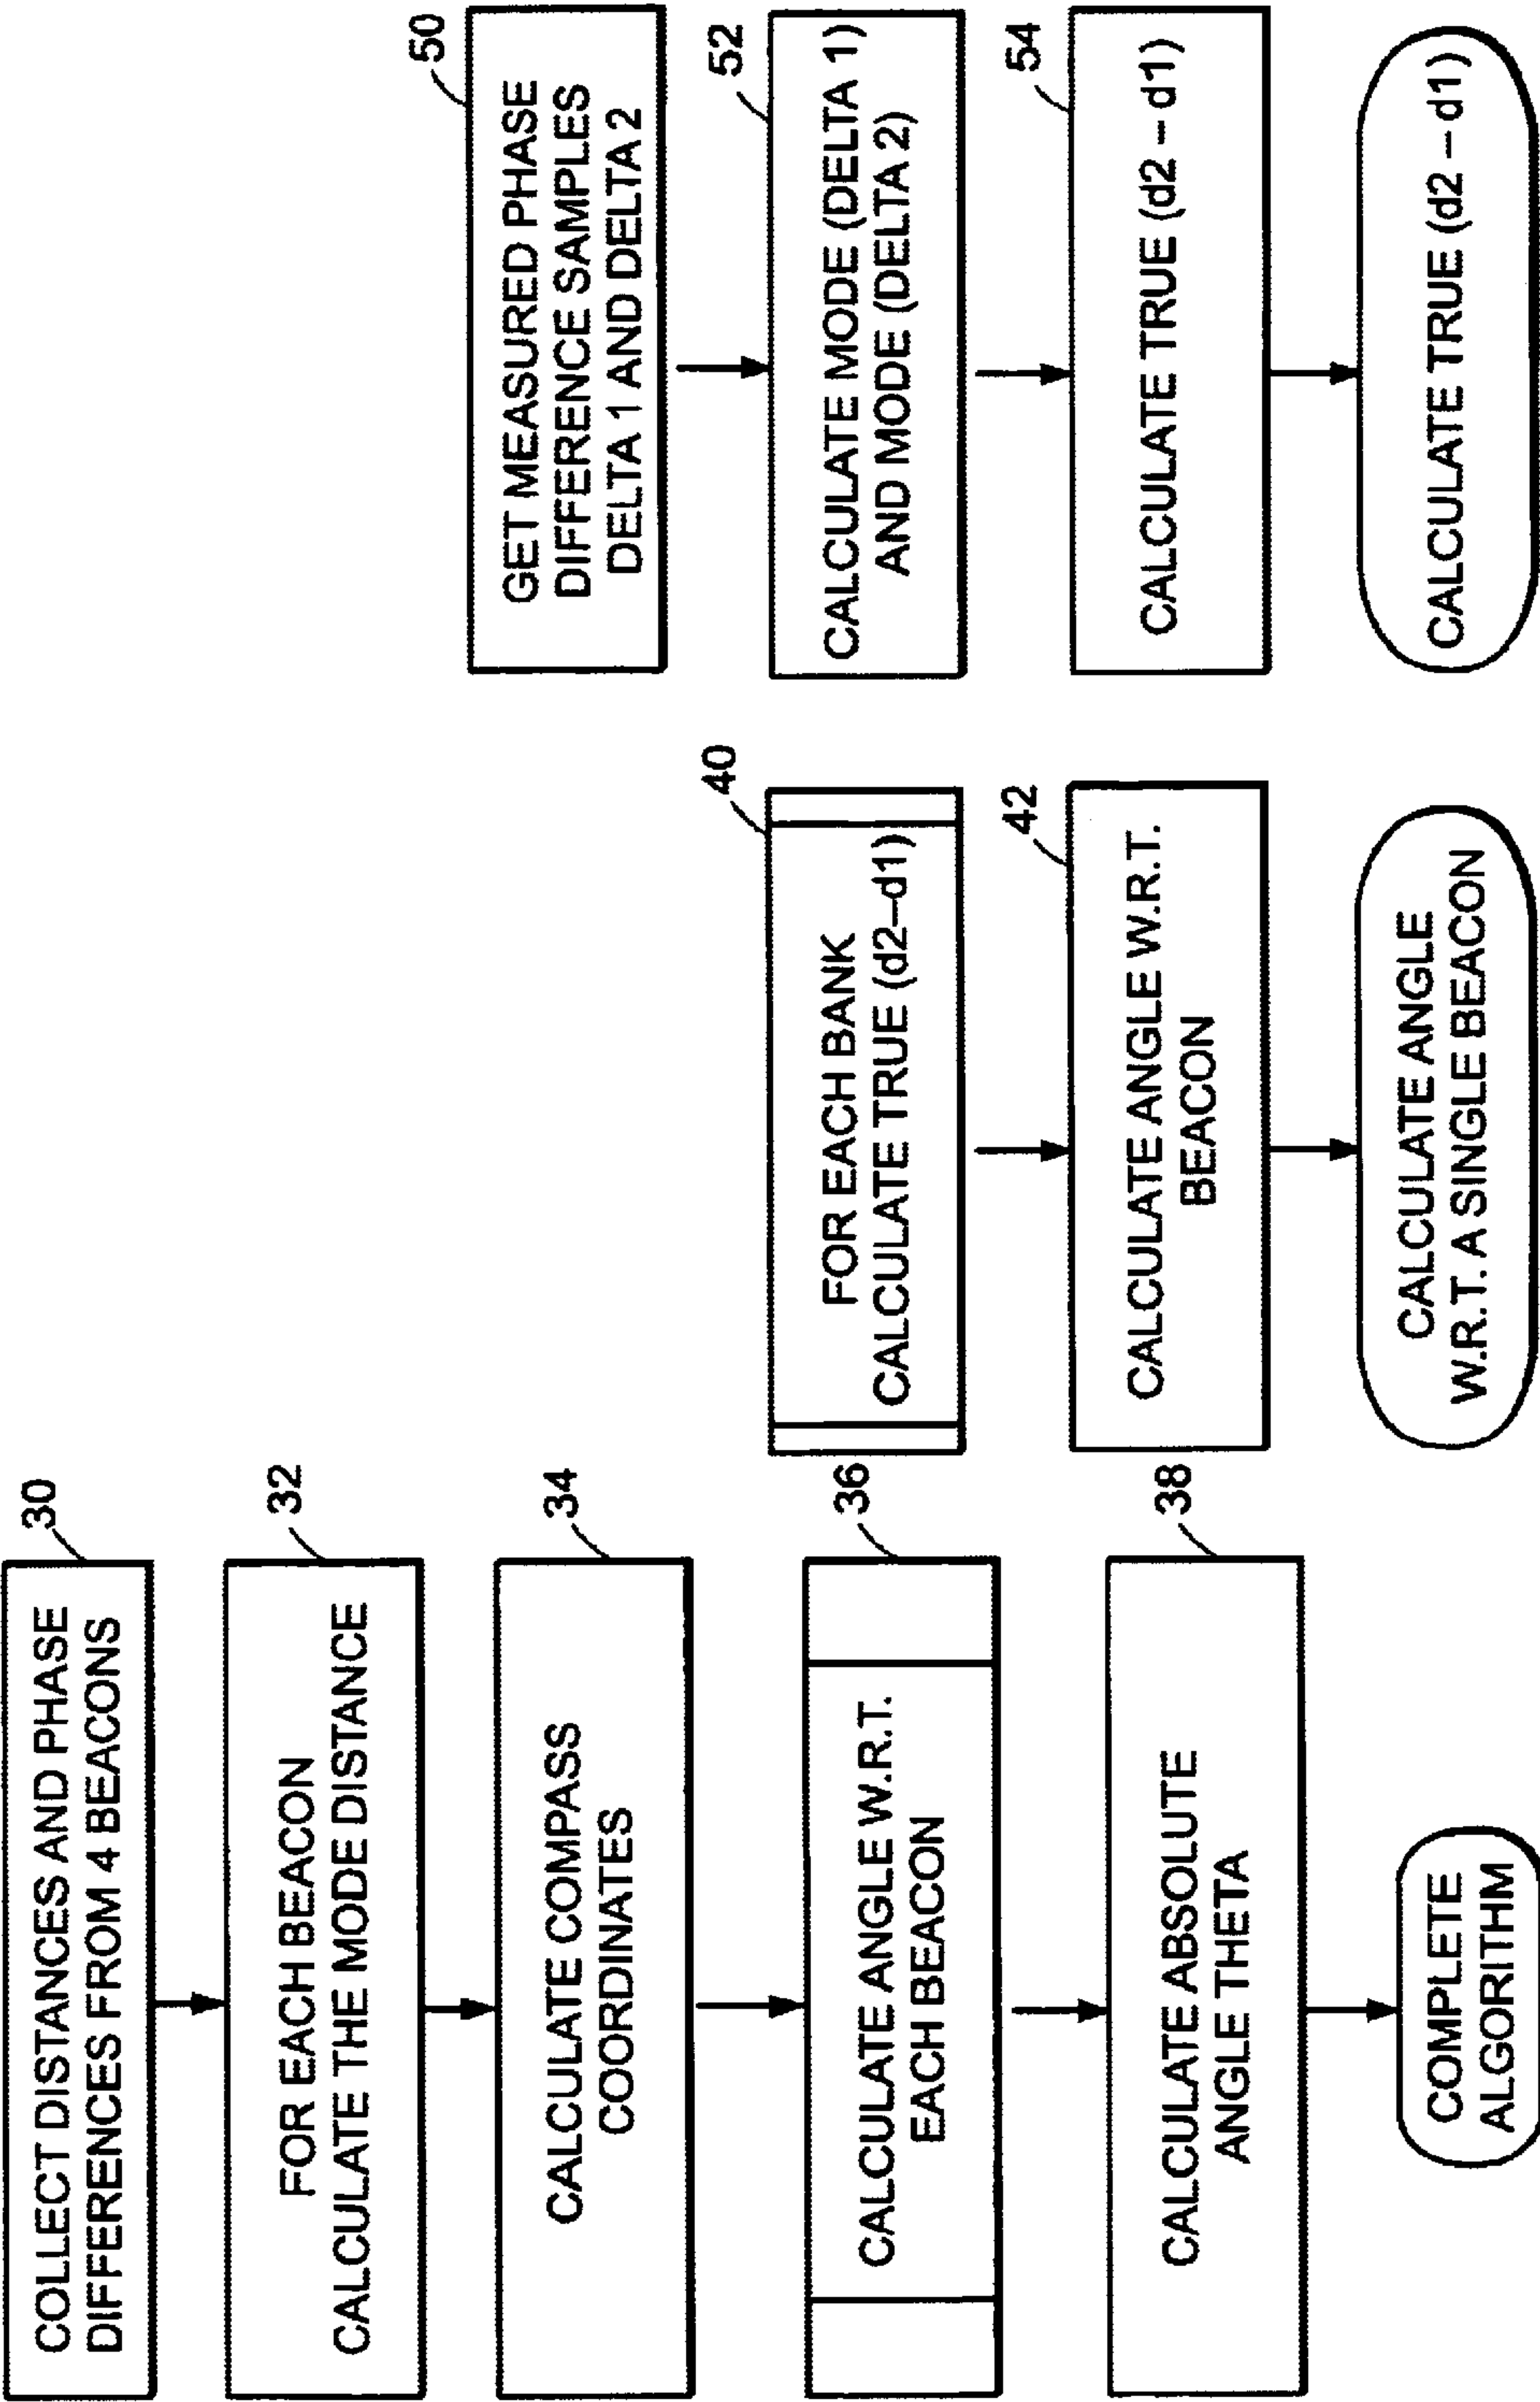 30
COLLECT DISTANCES AND PHASE
DIFFERENCES FROM 4 BEACONS
32
FOR EACH BEACON
CALCULATE THE MODE DISTANCE
34
CALCULATE COMPASS
COORDINATES
36
CALCULATE ANGLE W.R.T.
EACH BEACON
38
CALCULATE ABSOLUTE
ANGLE THETA
COMPLETE
ALGORITHM
40
FOR EACH BANK
CALCULATE TRUE (d2–d1)
42
CALCULATE ANGLE W.R.T.
BEACON
CALCULATE ANGLE
W.R.T. A SINGLE BEACON
50
GET MEASURED PHASE
DIFFERENCE SAMPLES
DELTA 1 AND DELTA 2
52
CALCULATE MODE (DELTA 1)
AND MODE (DELTA 2)
54
CALCULATE TRUE (d2 – d1)
CALCULATE TRUE (d2 – d1)